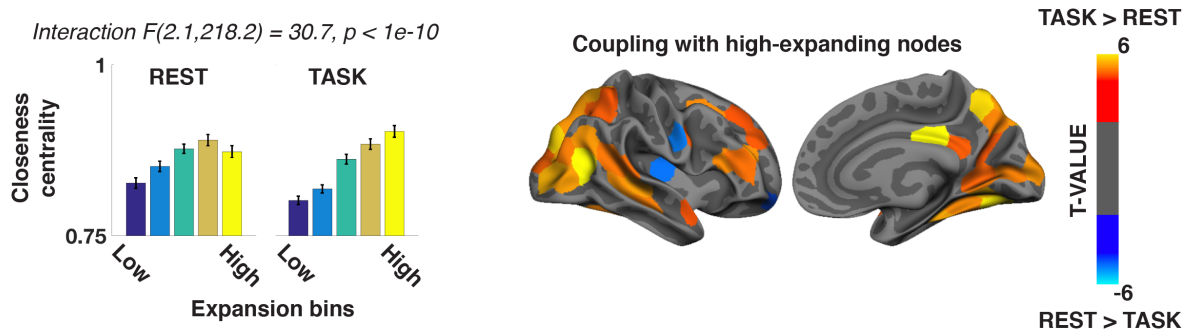 Interaction F(2.1,218.2) = 30.7, p < 1e-10
1
REST
TASK
Closeness
centrality
0.75
Low
High
Low
High
Expansion bins
Coupling with high-expanding nodes
TASK > REST
6
T-VALUE
-6
REST > TASK